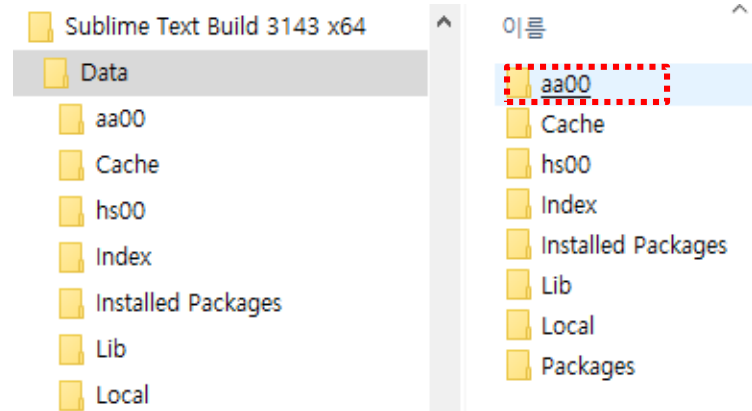 Sublime Text Build 3143 x64
Data
aa00
Cache
hs00
Index
Installed Packages
Lib
Local
이름
aa00
Cache
hs00
Index
Installed Packages
Lib
Local
Packages